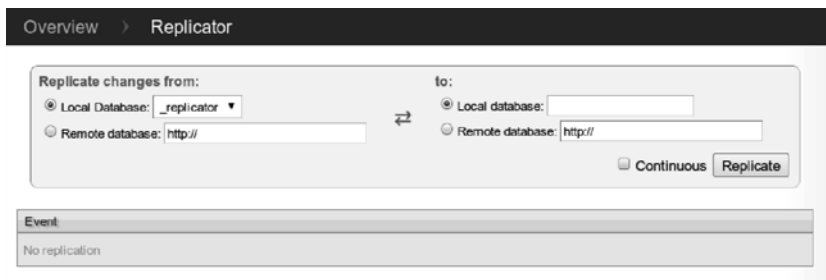 Overview Replicator
Replicate changes from:
Local Database: _replicator
Remote database: http://
to:
Local database:
Remote database: http://
Continuous Replicate
Event
No replication